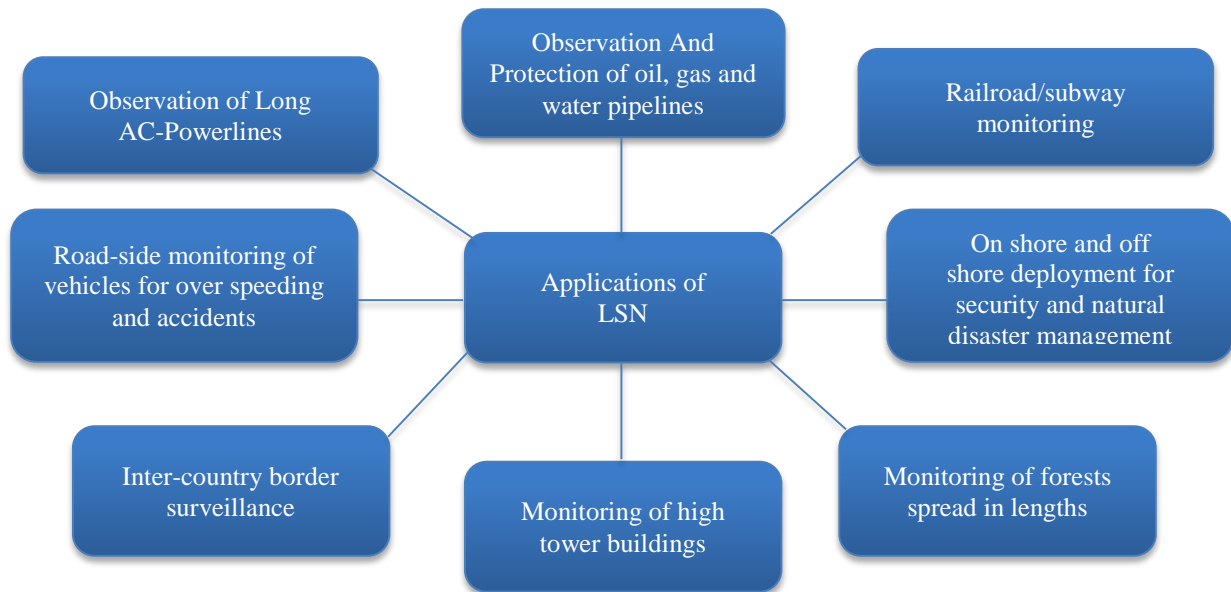 Observation And
Protection of oil, gas and
water pipelines
Observation of Long
AC-Powerlines
Railroad/subway
monitoring
Road-side monitoring of
vehicles for over speeding
and accidents
Applications of
LSN
On shore and off
shore deployment for
security and natural
disaster management
Inter-country border
surveillance
Monitoring of high
tower buildings
Monitoring of forests
spread in lengths